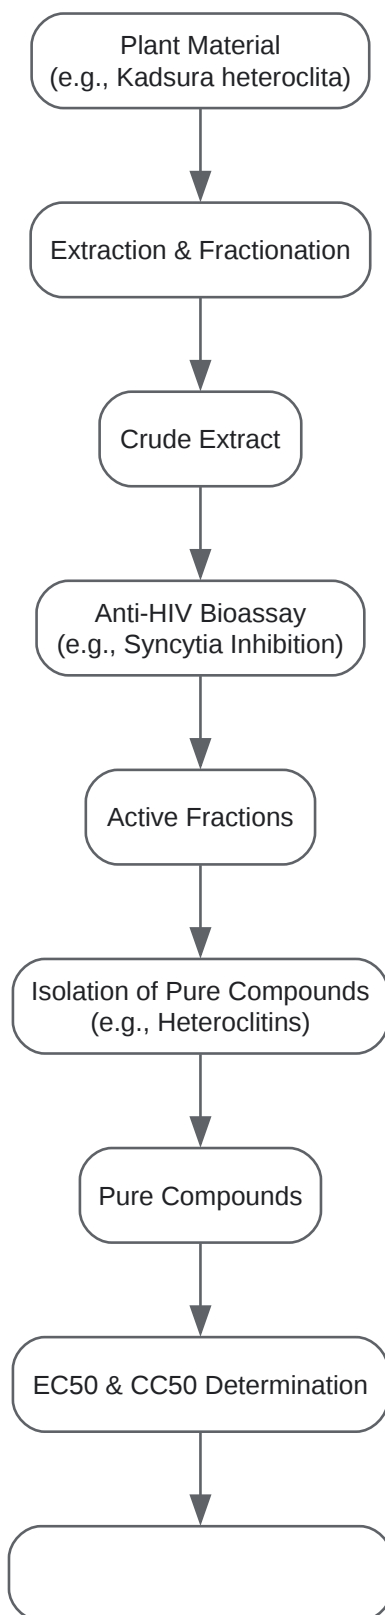 Plant Material
(e.g., Kadsura heteroclita)
Extraction & Fractionation
Crude Extract
Anti-HIV Bioassay
(e.g., Syncytia Inhibition)
Active Fractions
Isolation of Pure Compounds
(e.g., Heteroclitins)
Pure Compounds
EC50 & CC50 Determination